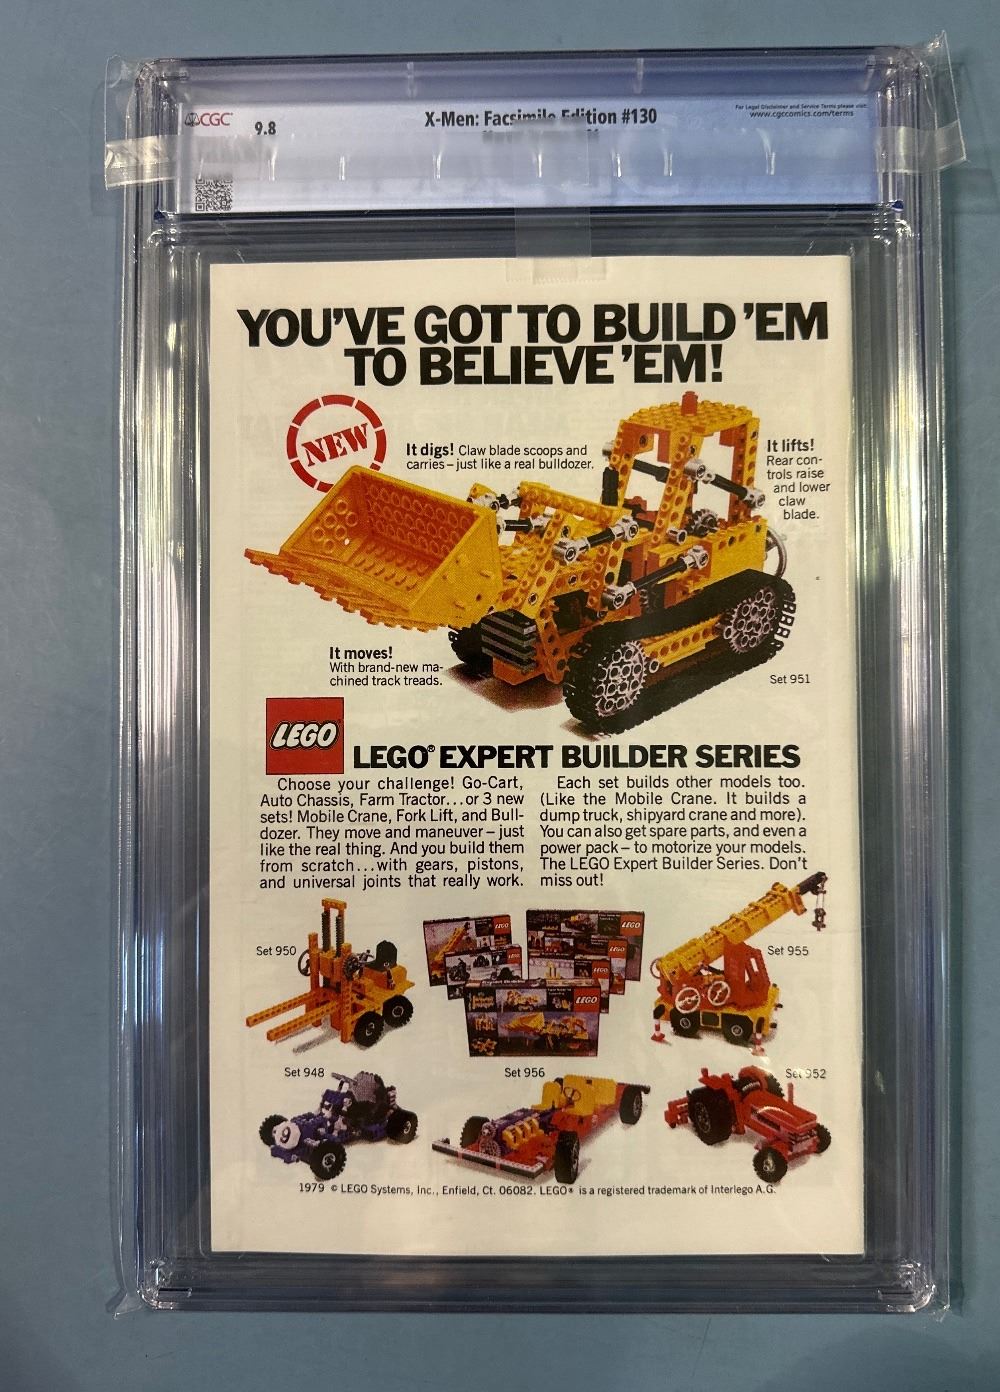 CGC
9.8
X-Men: Facsimile Edition #130
For Legal Disclaimer and Service Terms please visit:
www.cgccomics.com/terms
YOU'VE GOT TO BUILD 'EM
TO BELIEVE 'EM!
NEW
It digs! Claw blade scoops and
carries – just like a real bulldozer.
It lifts!
Rear con-
trols raise
and lower
claw
blade.
It moves!
With brand-new ma-
chined track treads.
Set 951
LEGO
LEGO® EXPERT BUILDER SERIES
Choose your challenge! Go-Cart,
Auto Chassis, Farm Tractor...or 3 new
sets! Mobile Crane, Fork Lift, and Bull-
dozer. They move and maneuver – just
like the real thing. And you build them
from scratch...with gears, pistons,
and universal joints that really work.
Each set builds other models too.
(Like the Mobile Crane. It builds a
dump truck, shipyard crane and more).
You can also get spare parts, and even a
power pack – to motorize your models.
The LEGO Expert Builder Series. Don't
miss out!
Set 950
LEGO
LEGO
LEGO
LEGO
LEGO
Set 955
Set 948
Set 956
Set 952
9
1979 © LEGO Systems, Inc., Enfield, Ct. 06082. LEGO® is a registered trademark of Interlego A.G.